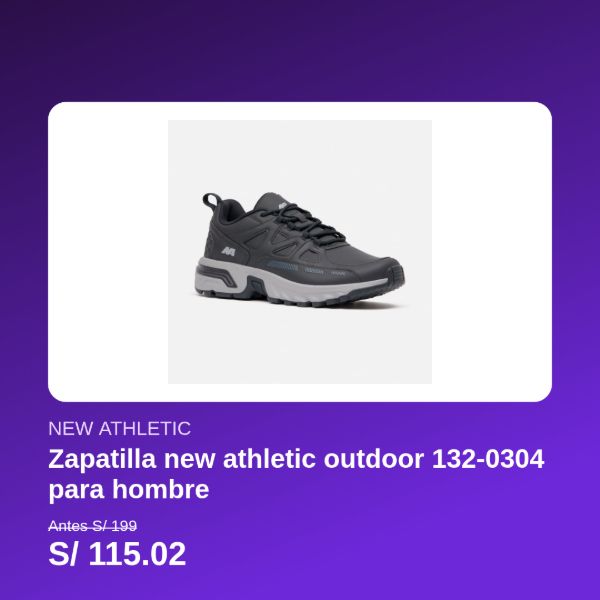 NEW ATHLETIC
Zapatilla new athletic outdoor 132-0304
para hombre
Antes S/ 199
S/ 115.02